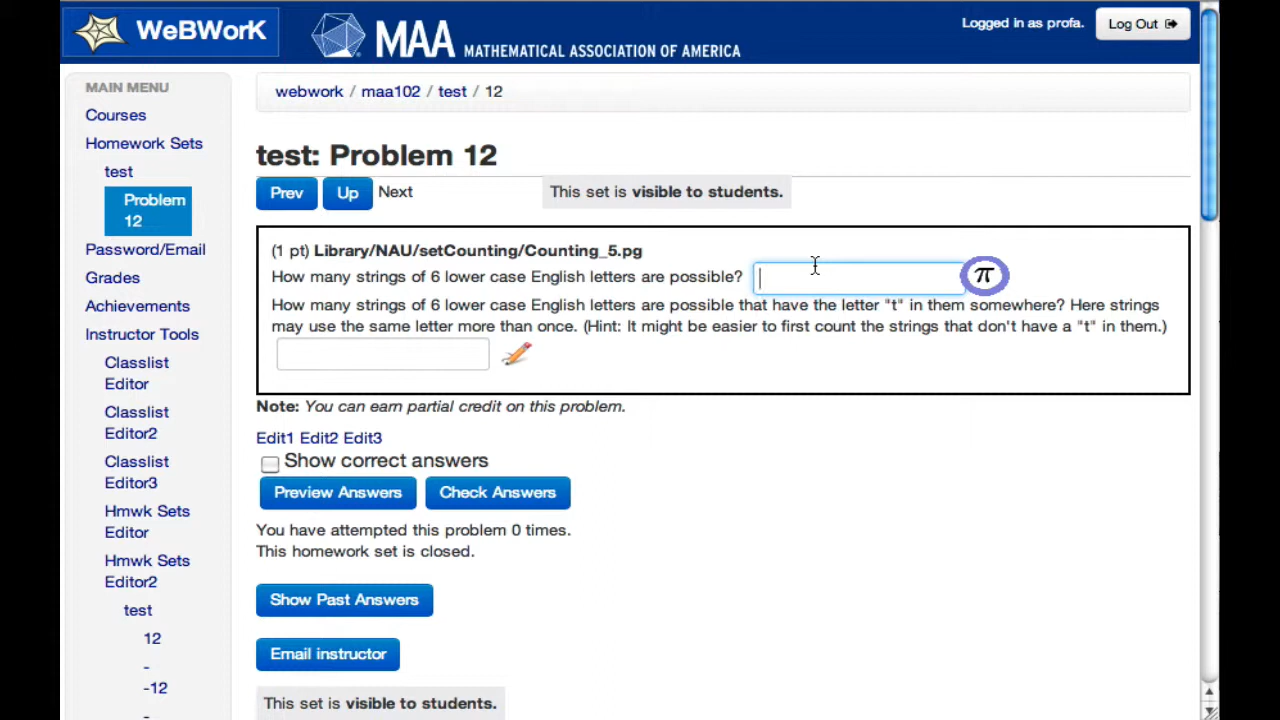 WeBWorK
MAA MATHEMATICAL ASSOCIATION OF AMERICA
Logged in as profa.
Log Out
MAIN MENU
Courses
Homework Sets
test
Problem
12
Password/Email
Grades
Achievements
Instructor Tools
Classlist
Editor
Classlist
Editor2
Classlist
Editor3
Hmwk Sets
Editor
Hmwk Sets
Editor2
test
12
-
-12
-
webwork / maa102 / test / 12
test: Problem 12
Prev Up Next
This set is visible to students.
(1 pt) Library/NAU/setCounting/Counting_5.pg
How many strings of 6 lower case English letters are possible? π
How many strings of 6 lower case English letters are possible that have the letter "t" in them somewhere? Here strings
may use the same letter more than once. (Hint: It might be easier to first count the strings that don't have a "t" in them.)
Note: You can earn partial credit on this problem.
Edit1 Edit2 Edit3
Show correct answers
Preview Answers Check Answers
You have attempted this problem 0 times.
This homework set is closed.
Show Past Answers
Email instructor
This set is visible to students.